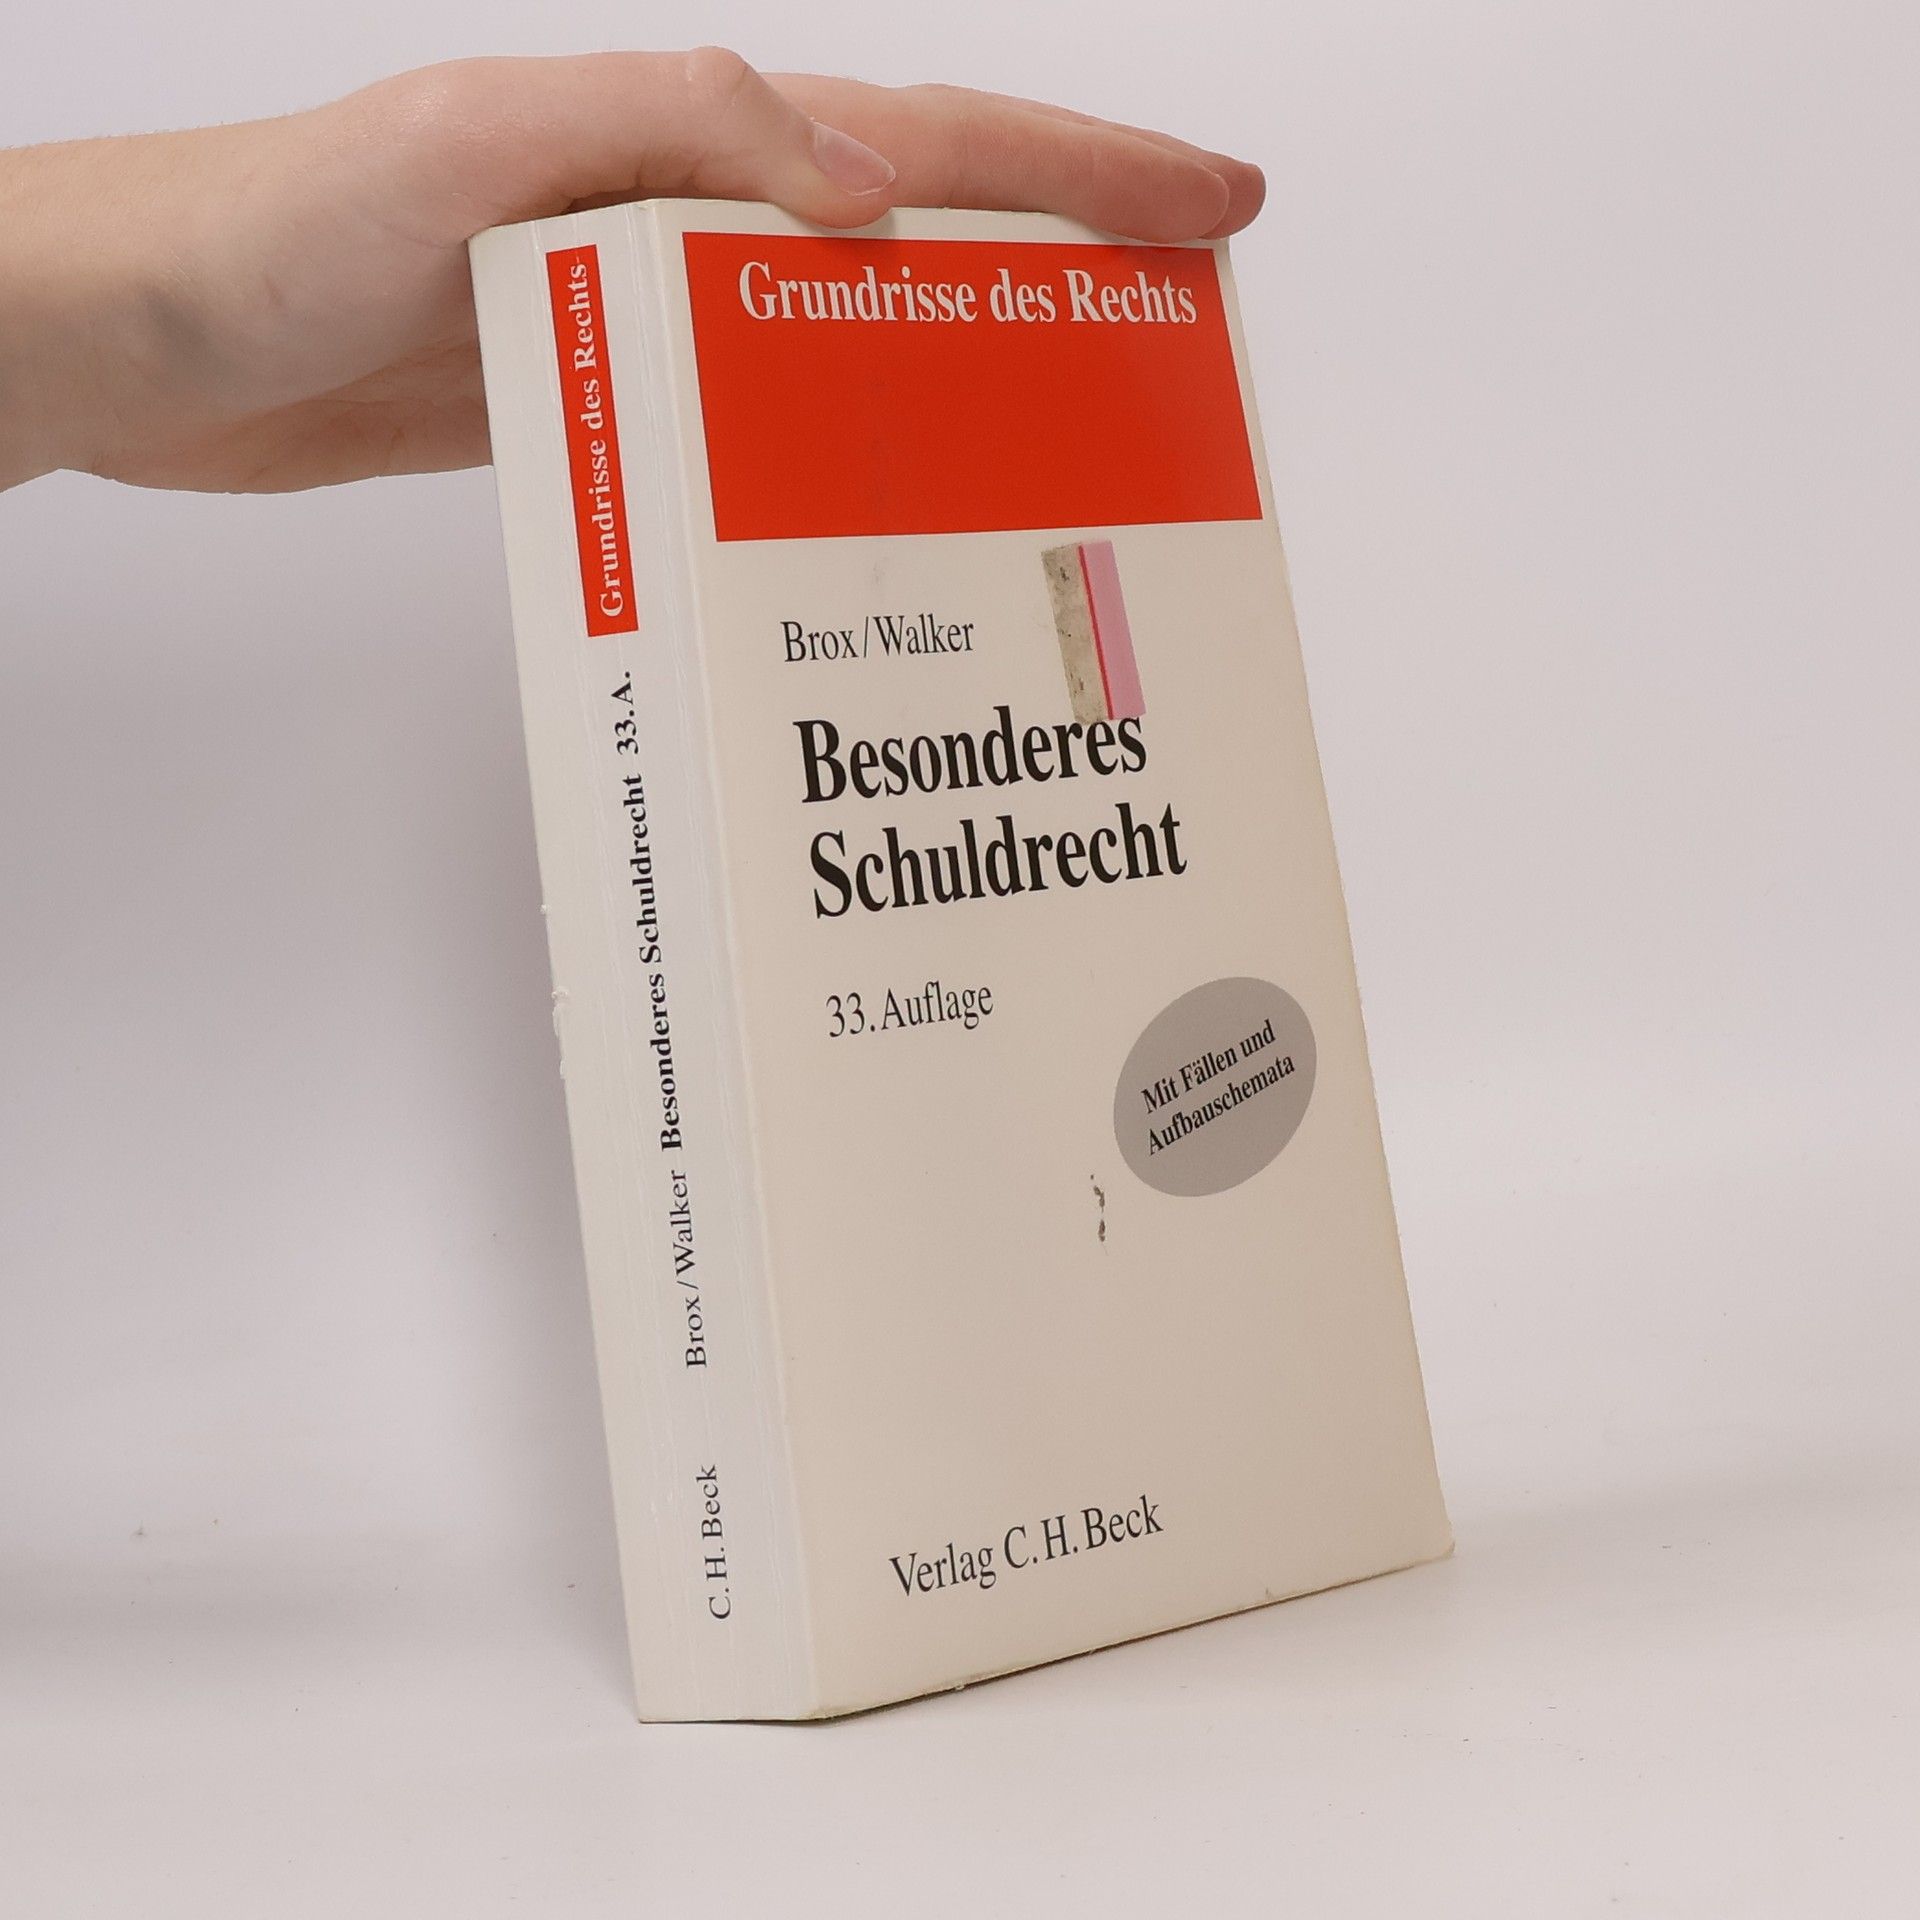 Grundrisse des Rechts
Brox/Walker
Besonderes
Schuldrecht
33. Auflage
Mit Fällen und
Aufbauschemata
Verlag C. H. Beck
Grundrisse des Rechts
Brox/Walker Besonderes Schuldrecht 33. A.
C. H. Beck